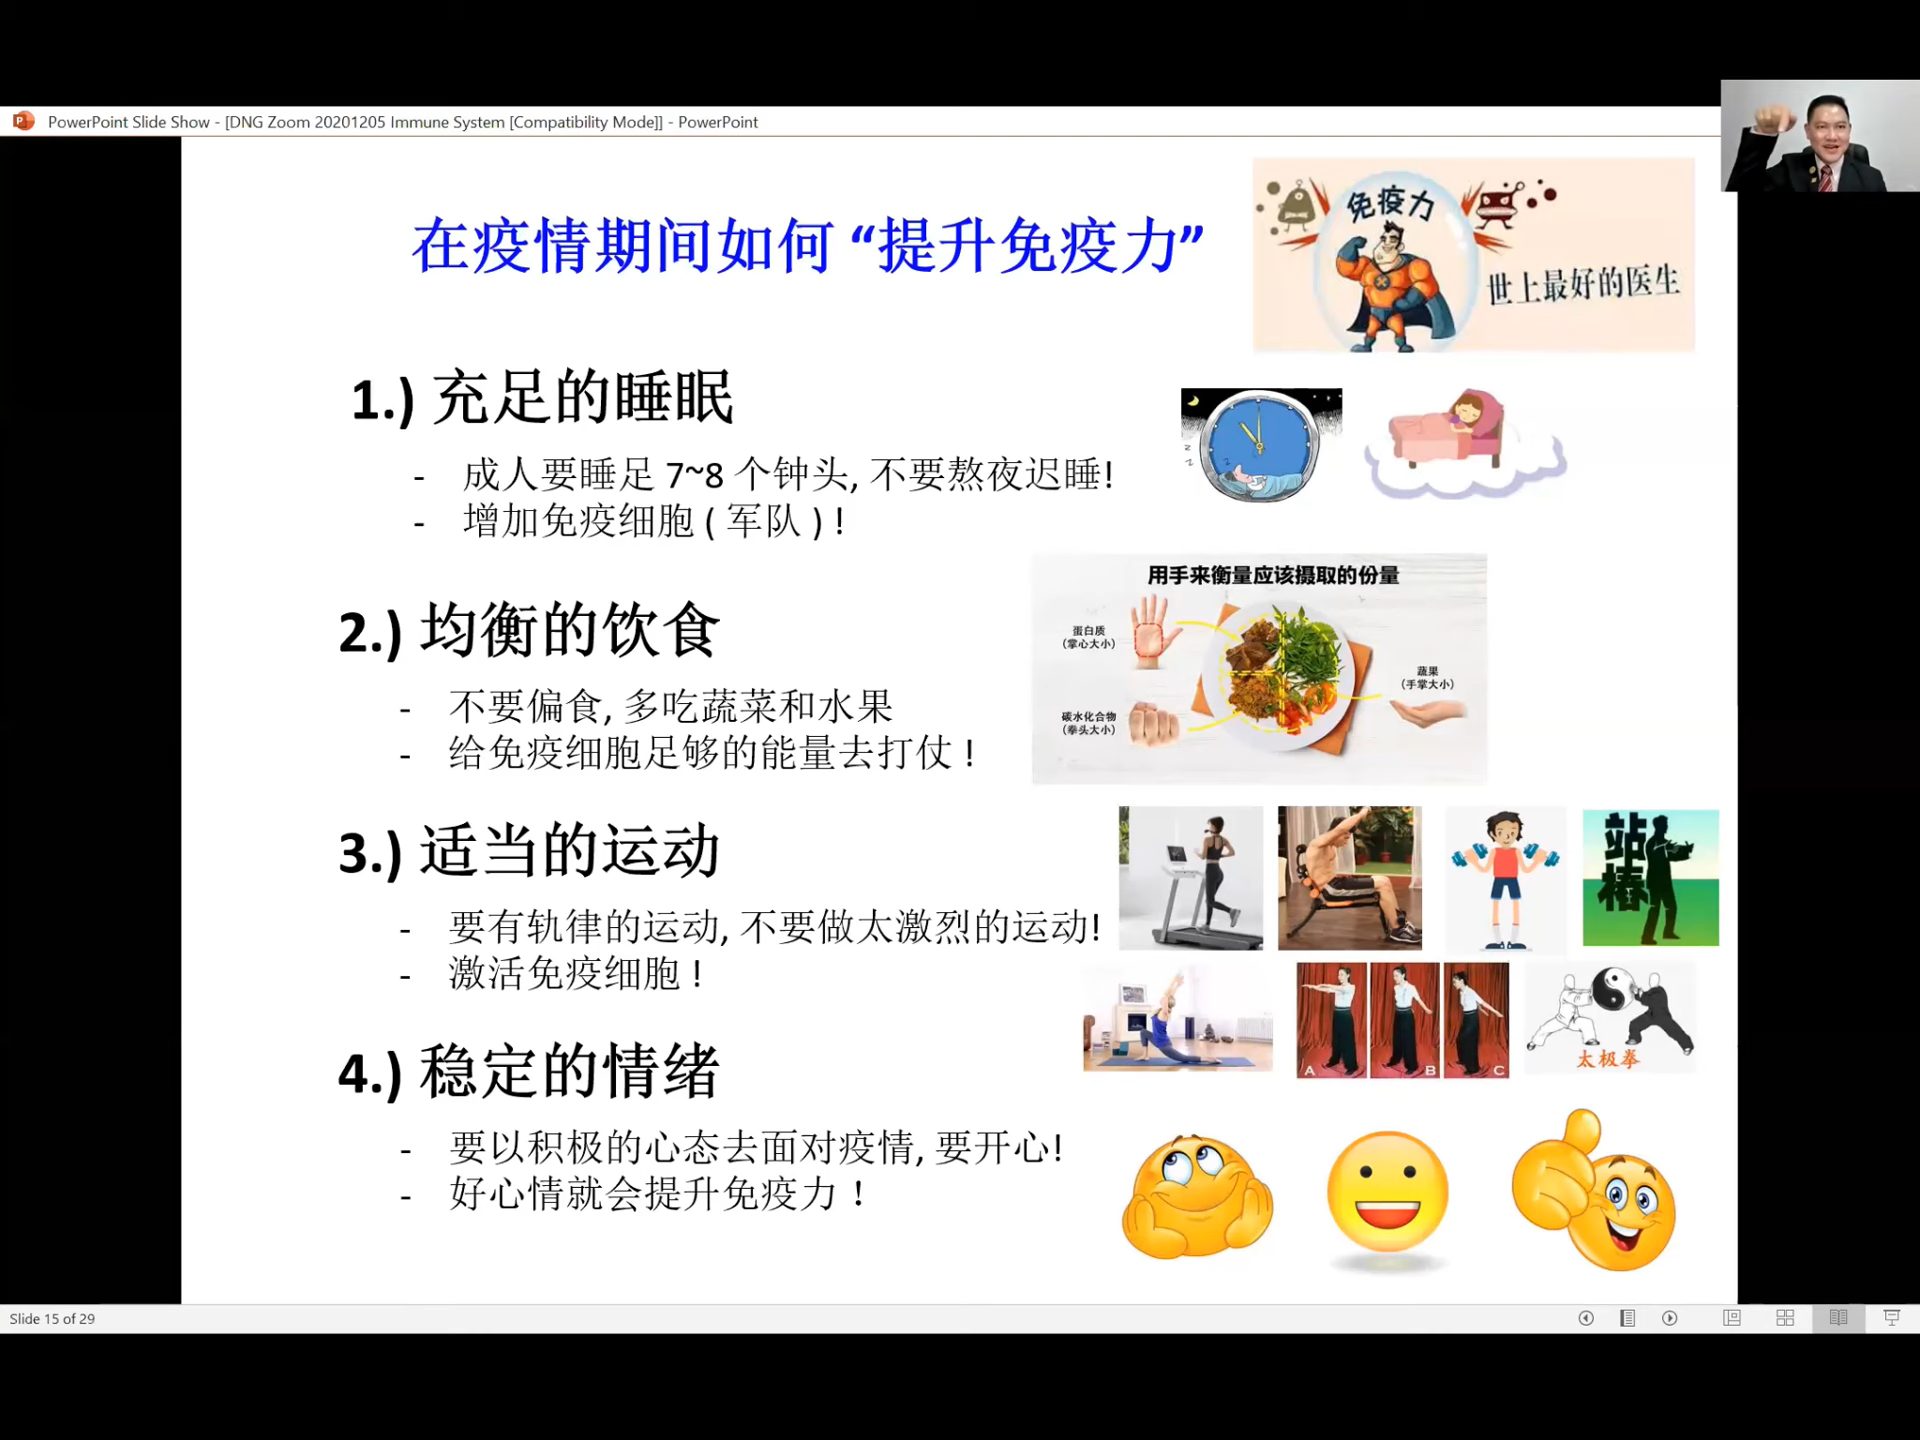 PowerPoint Slide Show - [DNG Zoom 20201205 Immune System [Compatibility Mode]] - PowerPoint
在疫情期间如何 “提升免疫力”
免疫力
世上最好的医生
1.) 充足的睡眠
- 成人要睡足 7~8 个钟头, 不要熬夜迟睡!
- 增加免疫细胞 ( 军队 ) !
z
z
z
2.) 均衡的饮食
- 不要偏食, 多吃蔬菜和水果
- 给免疫细胞足够的能量去打仗 !
用手来衡量应该摄取的份量
蛋白质
(掌心大小)
碳水化合物
(拳头大小)
蔬果
(手掌大小)
3.) 适当的运动
- 要有轨律的运动, 不要做太激烈的运动!
- 激活免疫细胞 !
站
樁
A B C
太极拳
4.) 稳定的情绪
- 要以积极的心态去面对疫情, 要开心!
- 好心情就会提升免疫力 !
Slide 15 of 29